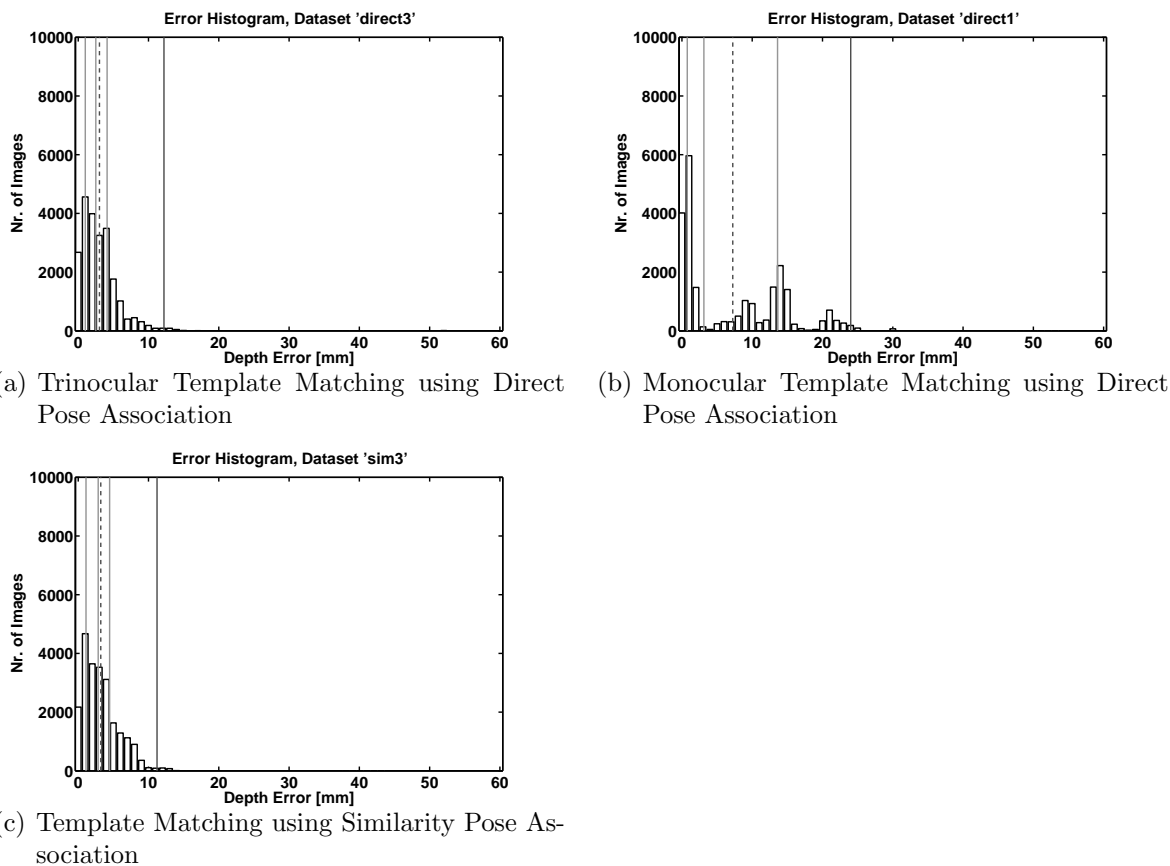 Error Histogram, Dataset 'direct3'
10000
8000
6000
4000
2000
0
Nr. of Images
0 10 20 30 40 50 60
Depth Error [mm]
a) Trinocular Template Matching using Direct
Pose Association
Error Histogram, Dataset 'direct1'
10000
8000
6000
4000
2000
0
Nr. of Images
0 10 20 30 40 50 60
Depth Error [mm]
(b) Monocular Template Matching using Direct
Pose Association
Error Histogram, Dataset 'sim3'
10000
8000
6000
4000
2000
0
Nr. of Images
0 10 20 30 40 50 60
Depth Error [mm]
c) Template Matching using Similarity Pose As-
sociation